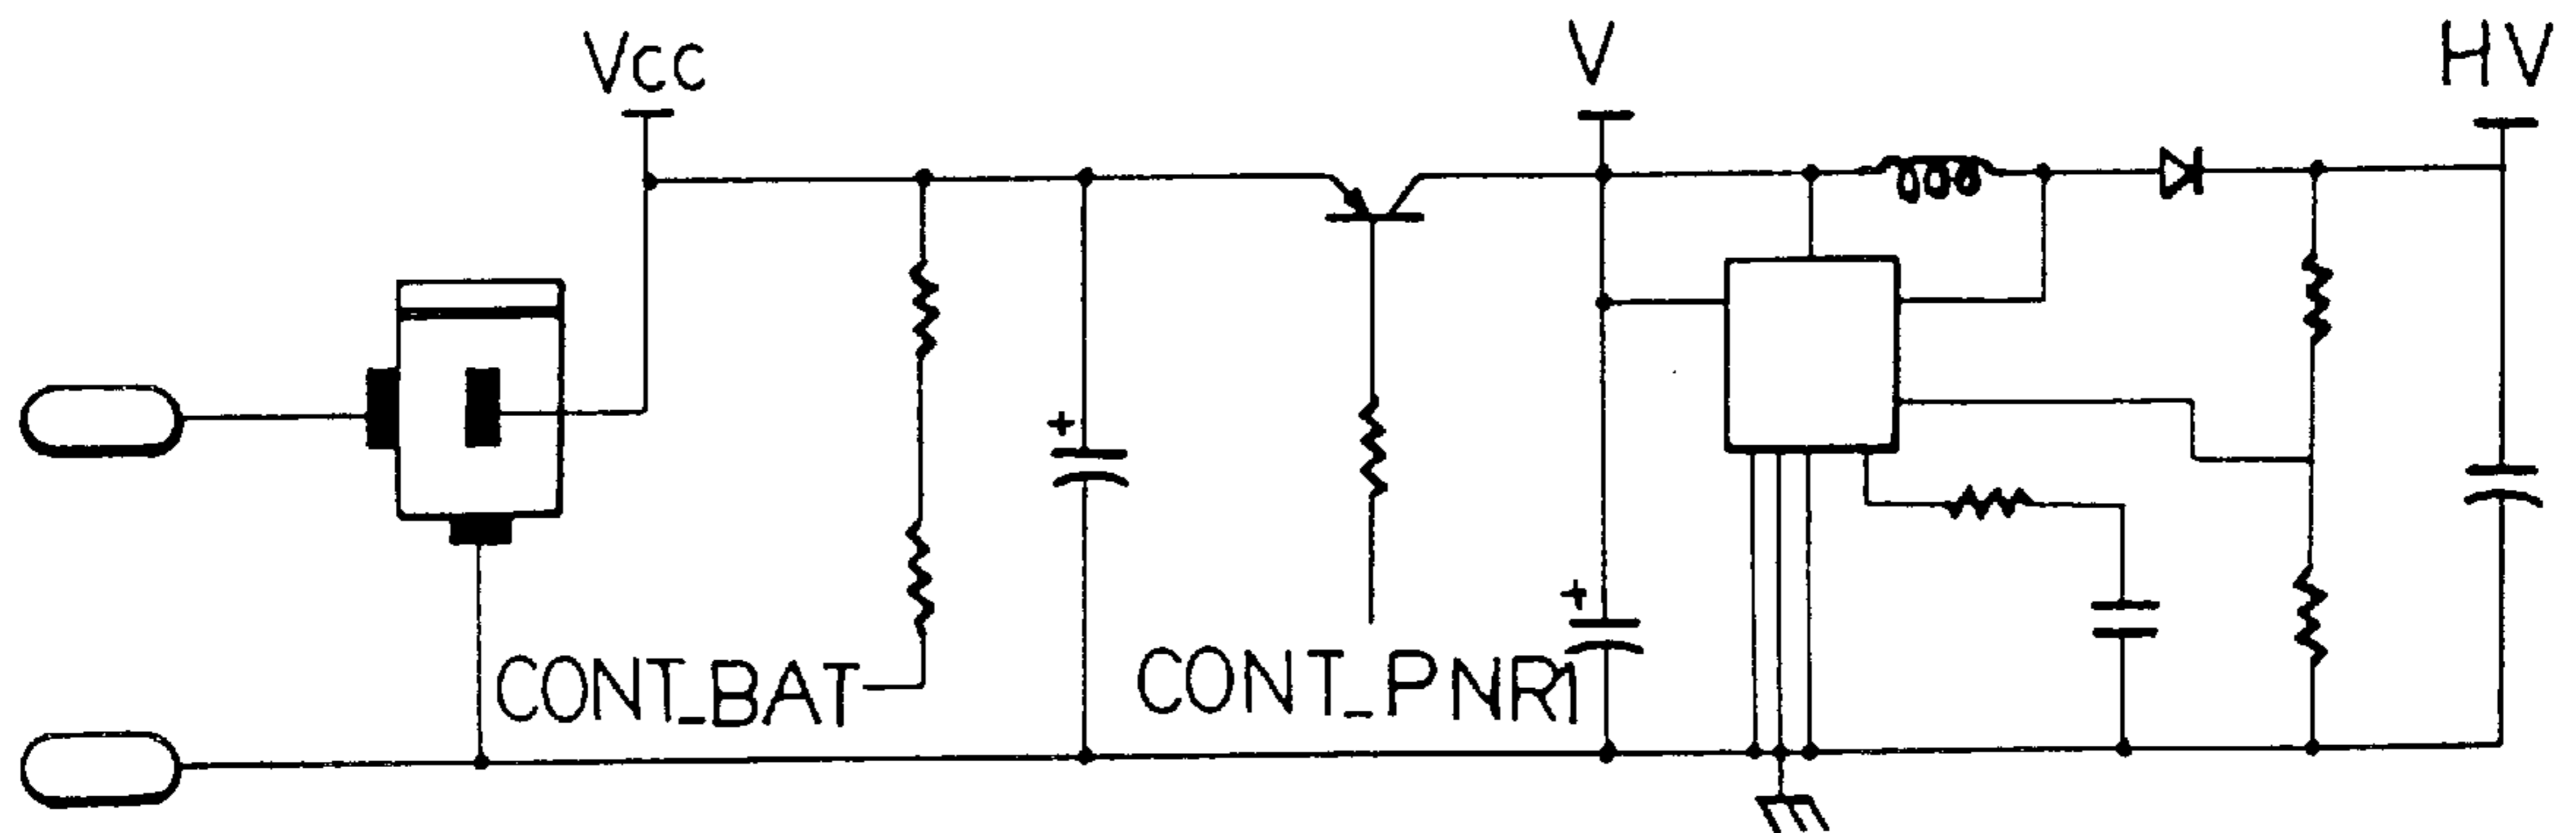 Vcc
V
HV
+
+
CONT_BAT
CONT_PNR1